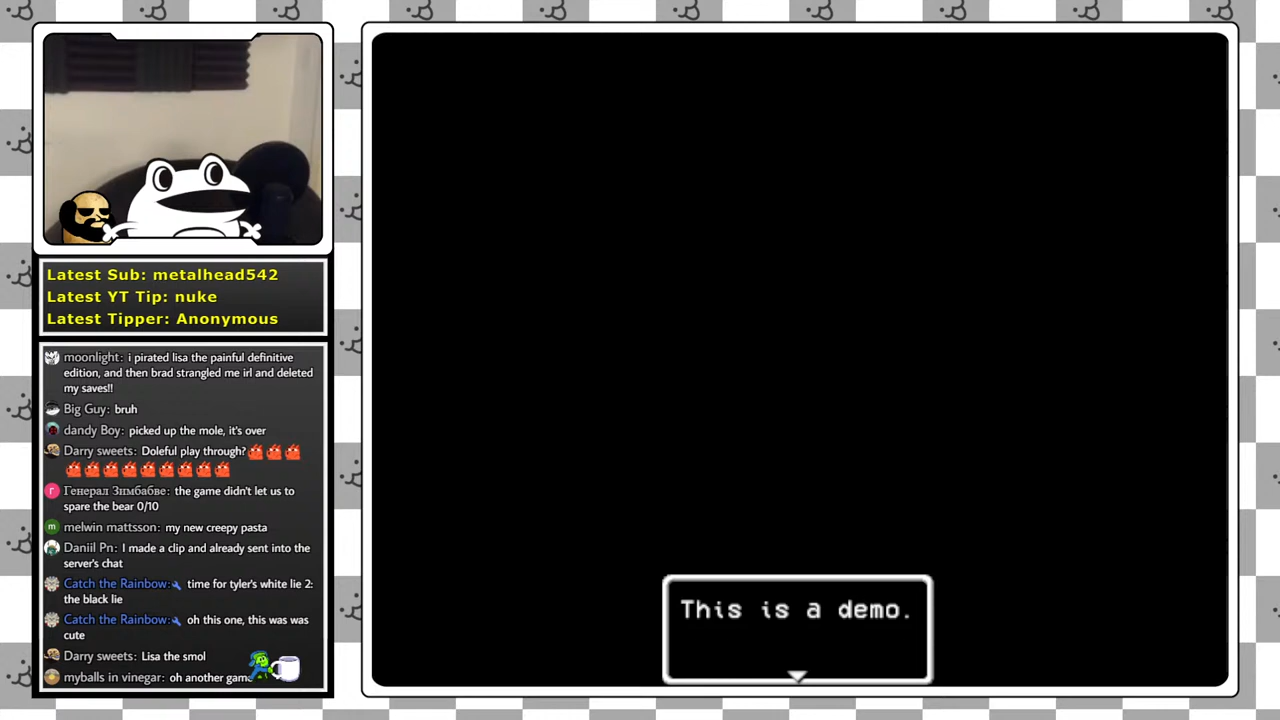 Latest Sub: metalhead542
Latest YT Tip: nuke
Latest Tipper: Anonymous
moonlight: i pirated lisa the painful definitive
edition, and then brad strangled me irl and deleted
my saves!!
Big Guy: bruh
dandy Boy: picked up the mole, it's over
Darry sweets: Doleful play through?
Генерал Зимбабве: the game didn't let us to
spare the bear 0/10
melwin mattsson: my new creepy pasta
Daniil Pn: I made a clip and already sent into the
server's chat
Catch the Rainbow: time for tyler's white lie 2:
the black lie
Catch the Rainbow: oh this one, this was was
cute
Darry sweets: Lisa the smol
myballs in vinegar: oh another game
This is a demo.